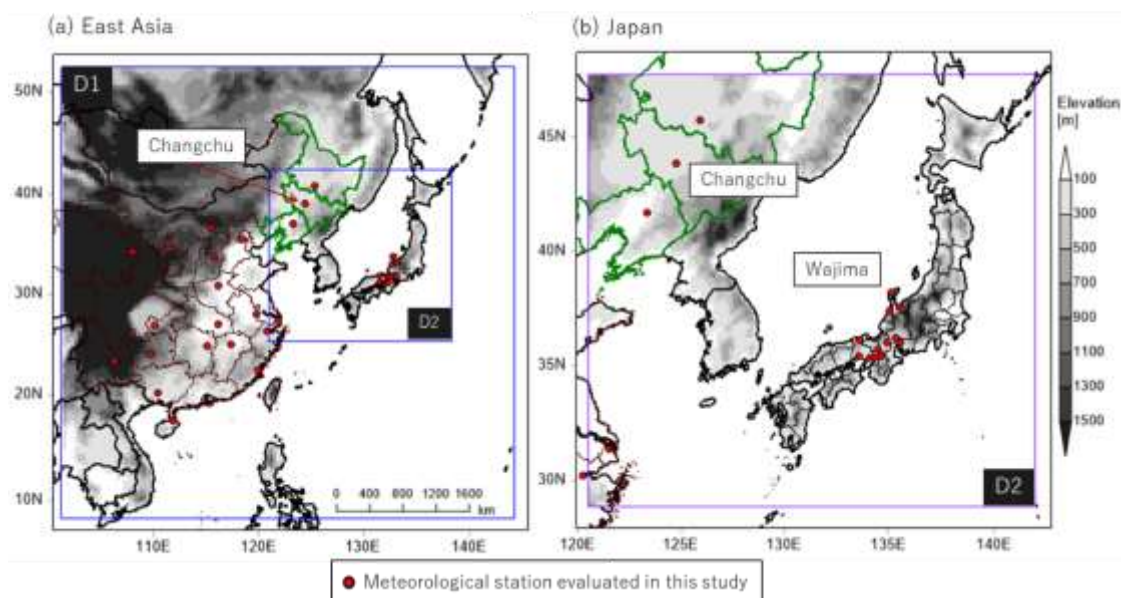 (a) East Asia
(b) Japan
D1
Changchu
D2
50N
40N
30N
20N
10N
110E
120E
130E
140E
0 400 800 1200 1600
km
Changchu
Wajima
D2
45N
40N
35N
30N
120E
125E
130E
135E
140E
Elevation
[m]
100
300
500
700
900
1100
1300
1500
Meteorological station evaluated in this study